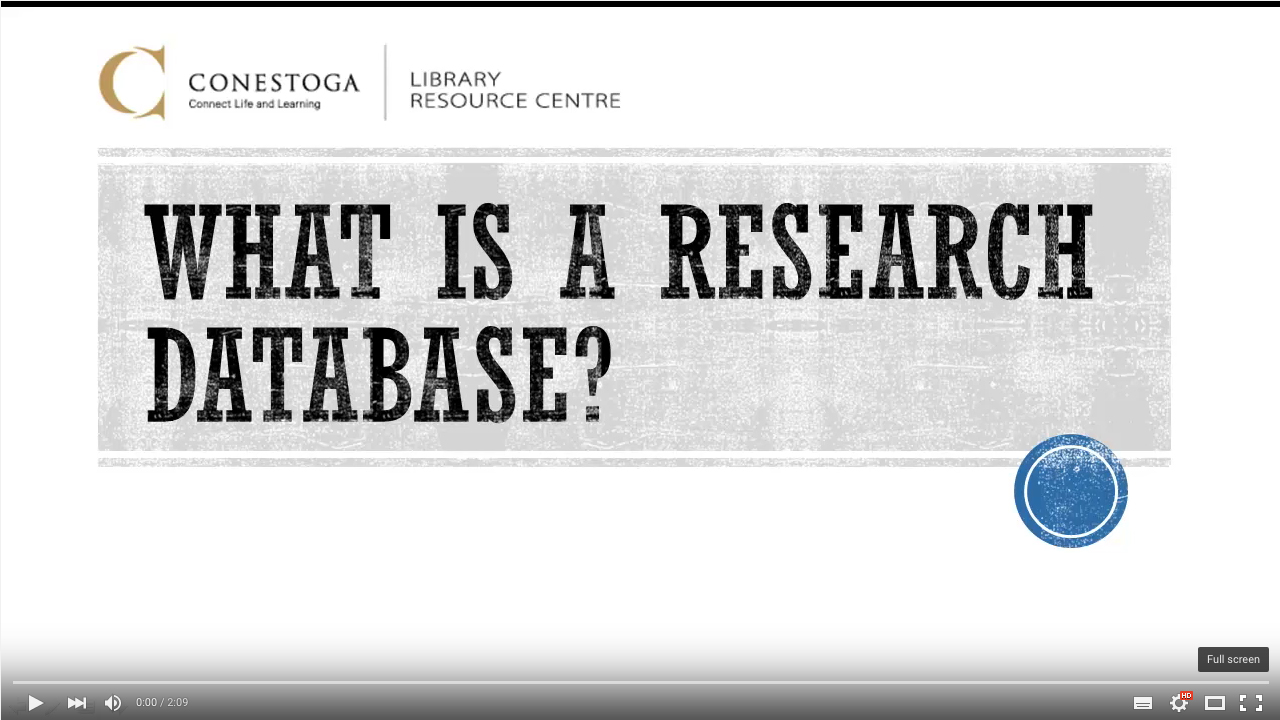 CONESTOGA
Connect Life and Learning
LIBRARY
RESOURCE CENTRE
WHAT IS A RESEARCH
DATABASE?
Full screen
0:00 / 2:09
HD